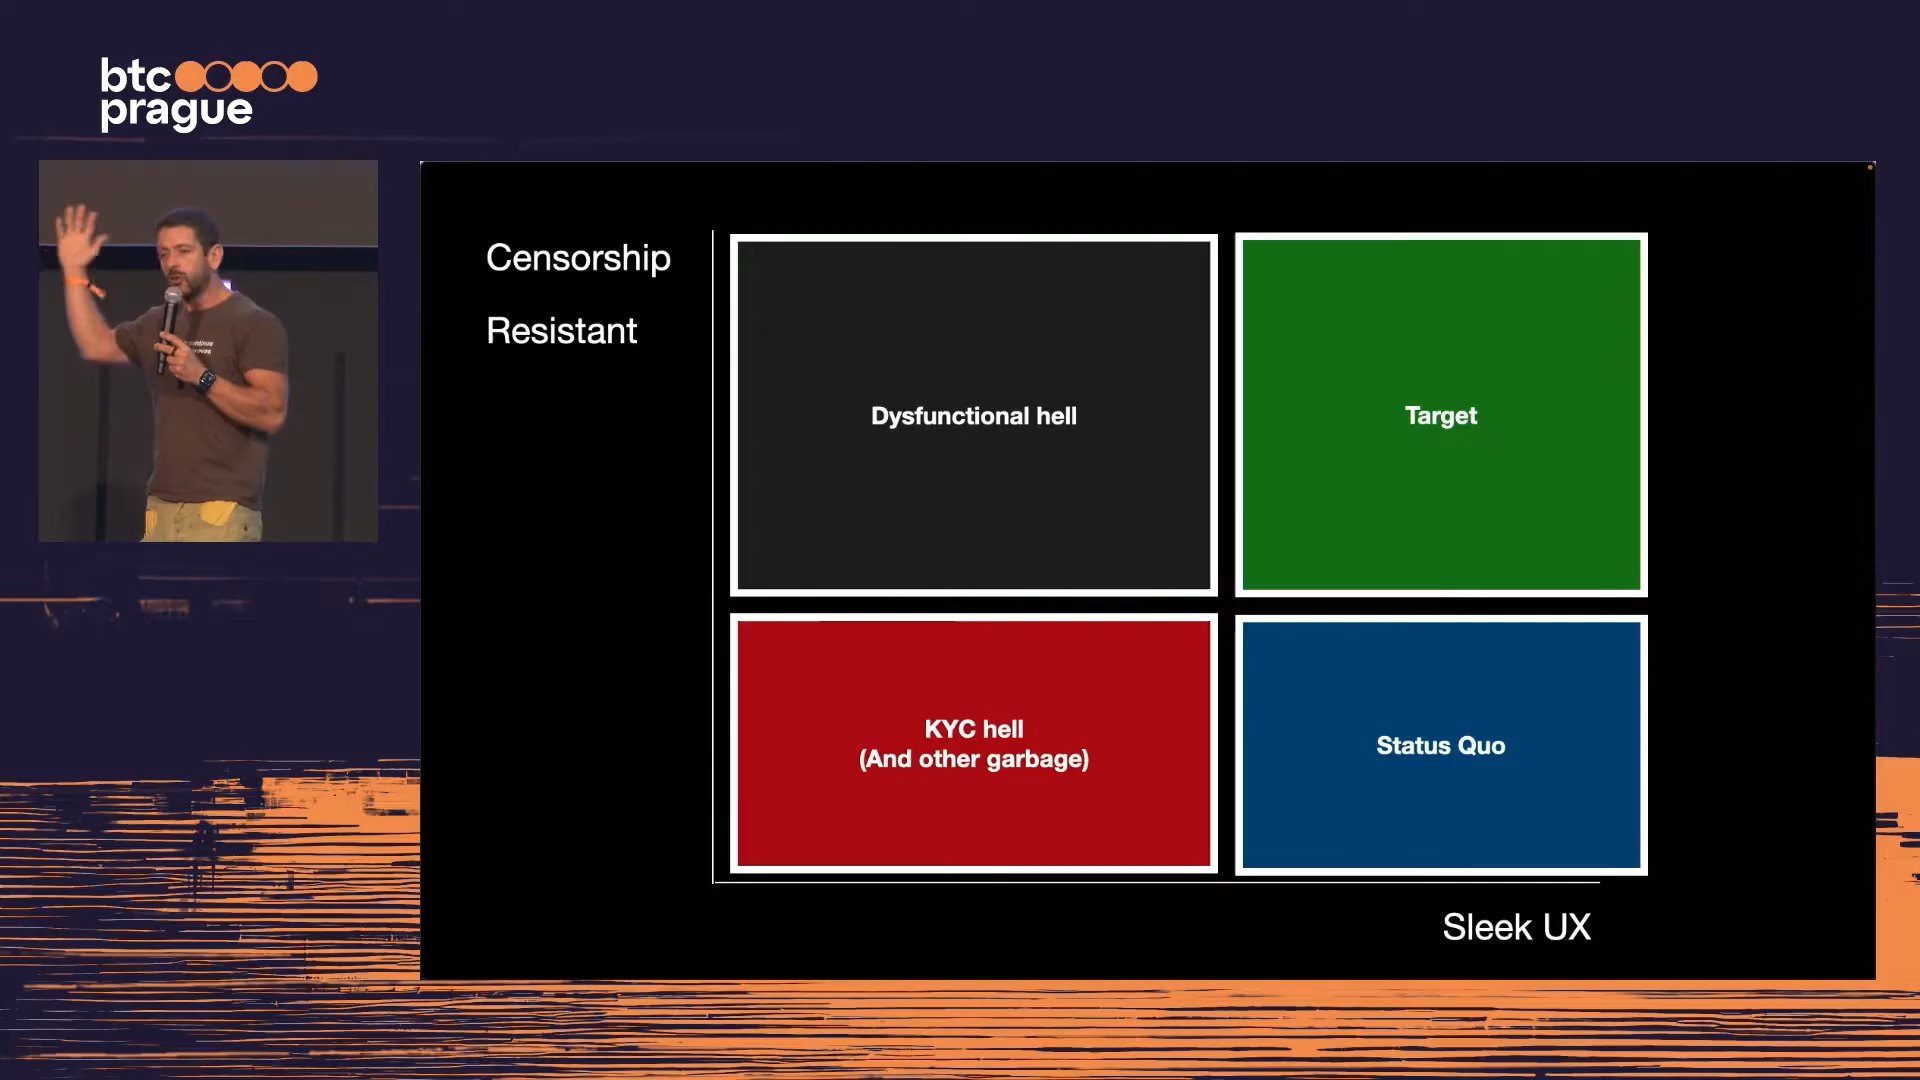 btc
prague
Censorship
Resistant
Dysfunctional hell
Target
KYC hell
(And other garbage)
Status Quo
Sleek UX